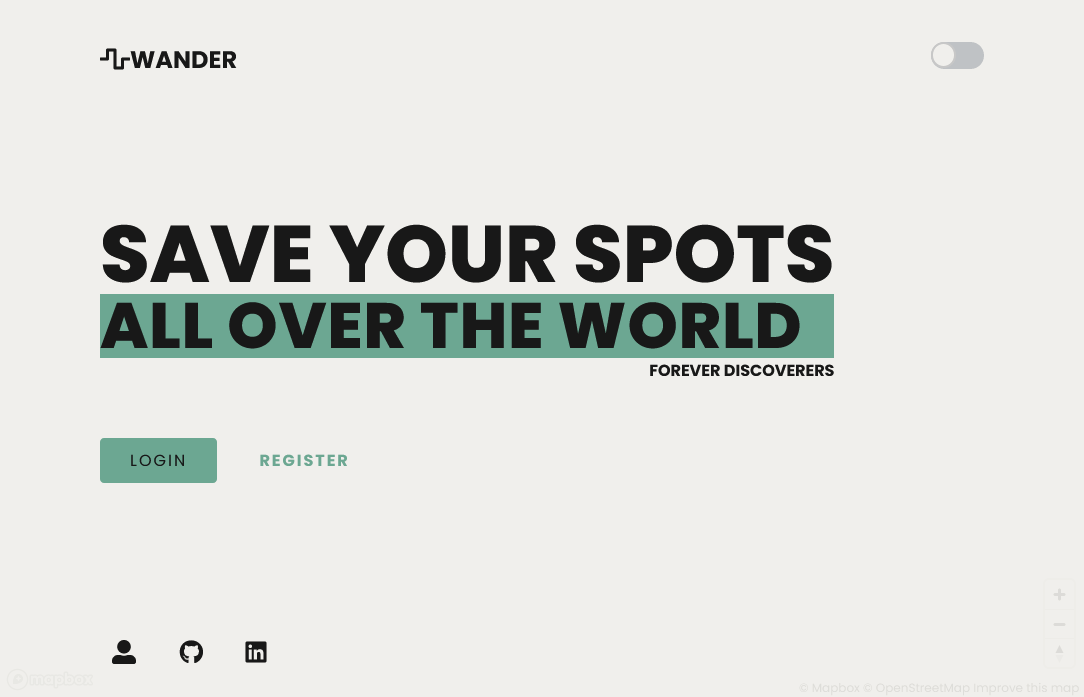 WANDER
SAVE YOUR SPOTS
ALL OVER THE WORLD
FOREVER DISCOVERERS
LOGIN
REGISTER
mapbox
© Mapbox © OpenStreetMap Improve this map